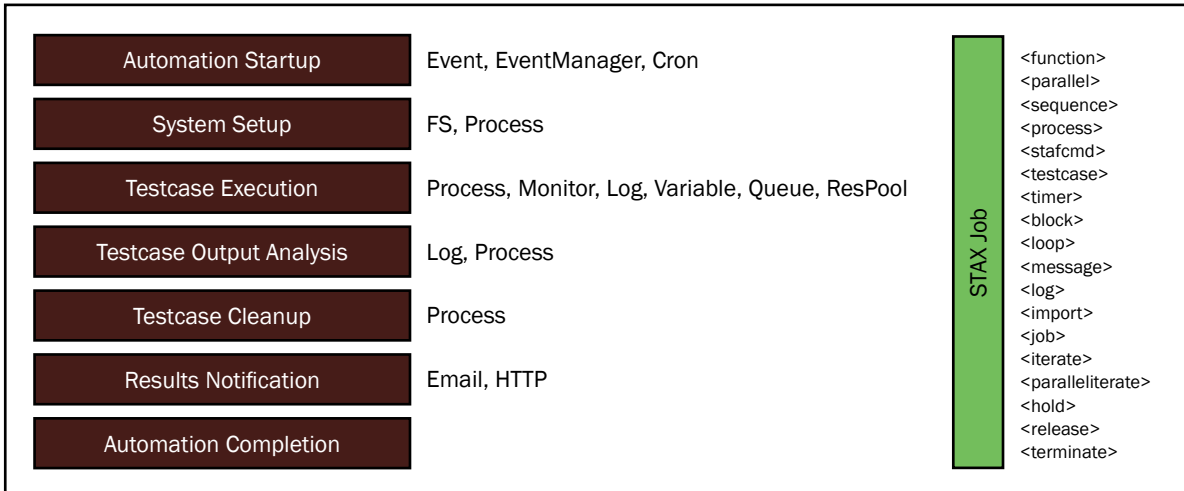 Automation Startup
Event, EventManager, Cron
System Setup
FS, Process
Testcase Execution
Process, Monitor, Log, Variable, Queue, ResPool
Testcase Output Analysis
Log, Process
Testcase Cleanup
Process
Results Notification
Email, HTTP
Automation Completion
STAX Job
<function>
<parallel>
<sequence>
<process>
<stafcmd>
<testcase>
<timer>
<block>
<loop>
<message>
<log>
<import>
<job>
<iterate>
<paralleliterate>
<hold>
<release>
<terminate>